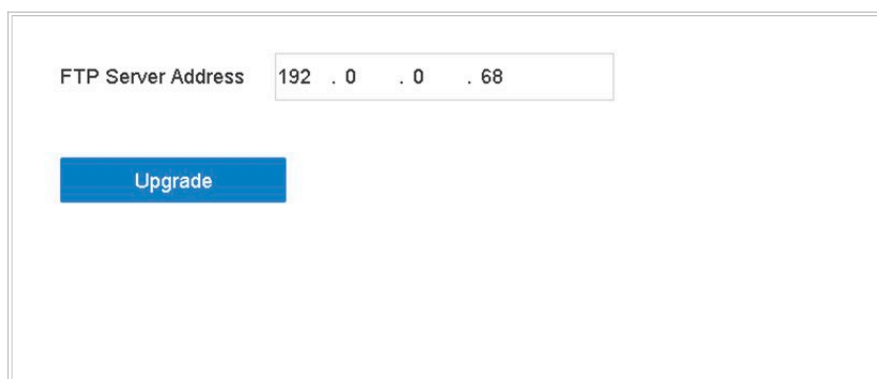 FTP Server Address 192 . 0 . 0 . 68
Upgrade